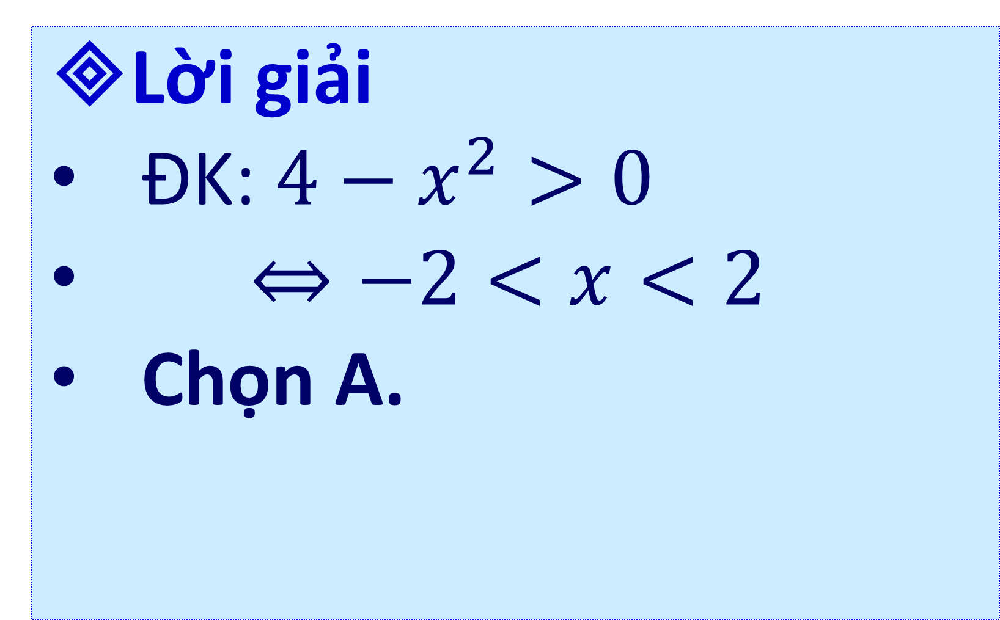 Lời giải
• ĐK: 4 − x² > 0
• ⇔ −2 < x < 2
• Chọn A.